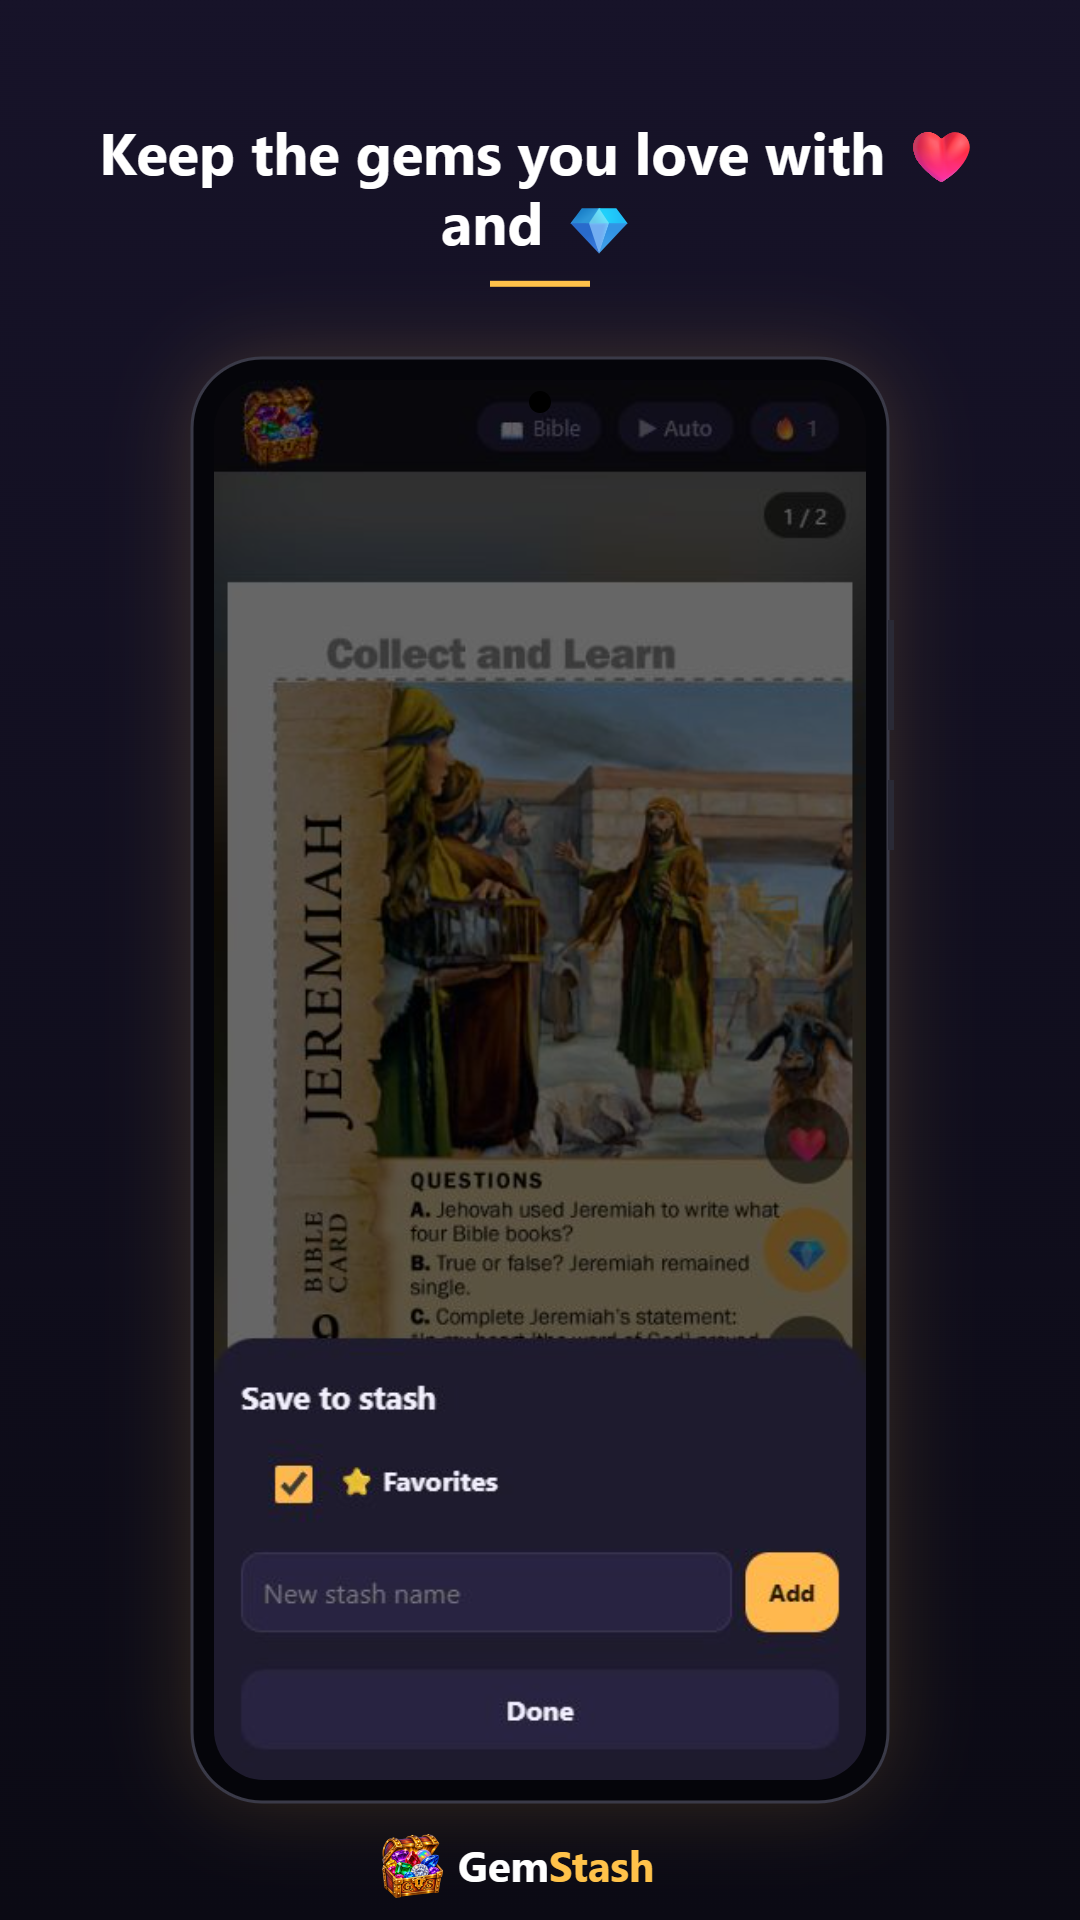 Keep the gems you love with ❤️
and 💎
📖 Bible
▶ Auto
🔥 1
1 / 2
Collect and Learn
JEREMIAH
BIBLE
CARD
9
QUESTIONS
A. Jehovah used Jeremiah to write what
four Bible books?
B. True or false? Jeremiah remained
single.
C. Complete Jeremiah's statement:
Save to stash
⭐ Favorites
New stash name
Add
Done
GemStash